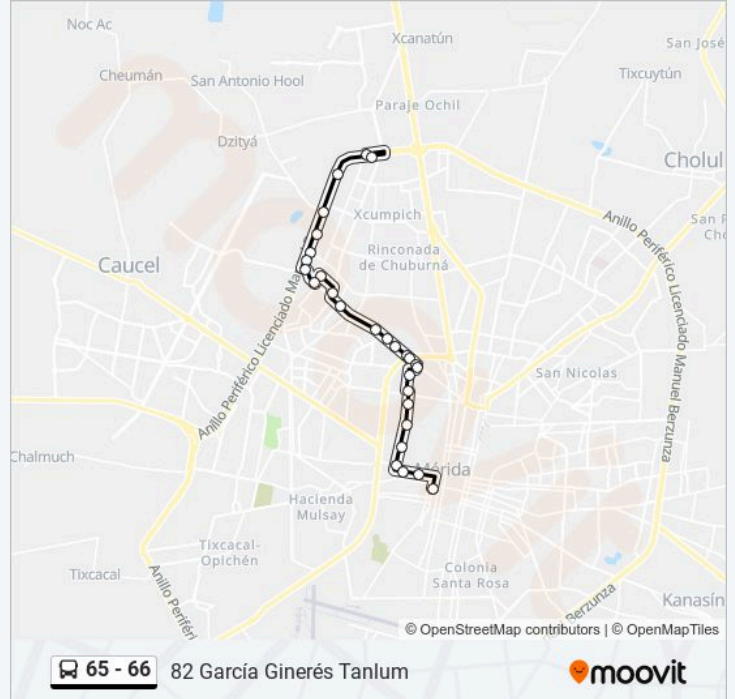 Noc Ac
Xcanatún
San José
Cheumán
San Antonio Hool
Tixcuytún
Paraje Ochil
Dzityá
Cholul
Xcumpich
Anillo Periférico Licenciado Manuel Berzunza
San P
Cho
Rinconada
de Chuburná
Caucel
Anillo Periférico Licenciado Ma
San Nicolas
Chalmuch
Mérida
Hacienda
Mulsay
Tixcacal-
Opichén
Tixcacal
Anillo Periféri
Colonia
Santa Rosa
Berzunza
Kanasín
© OpenStreetMap contributors | © OpenMapTiles
65 - 66
82 García Ginerés Tanlum
moovit